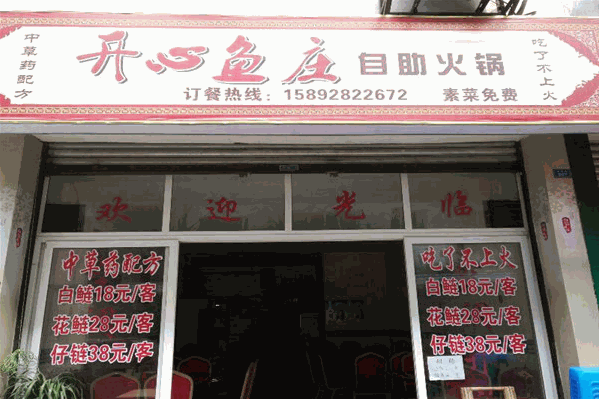 中草药配方
开心鱼庄
自助火锅
吃了不上火
订餐热线：15892822672
素菜免费
欢迎光临
中草药配方
白鲢18元/客
花鲢28元/客
仔鲢38元/客
吃了不上火
白鲢18元/客
花鲢28元/客
仔鲢38元/客